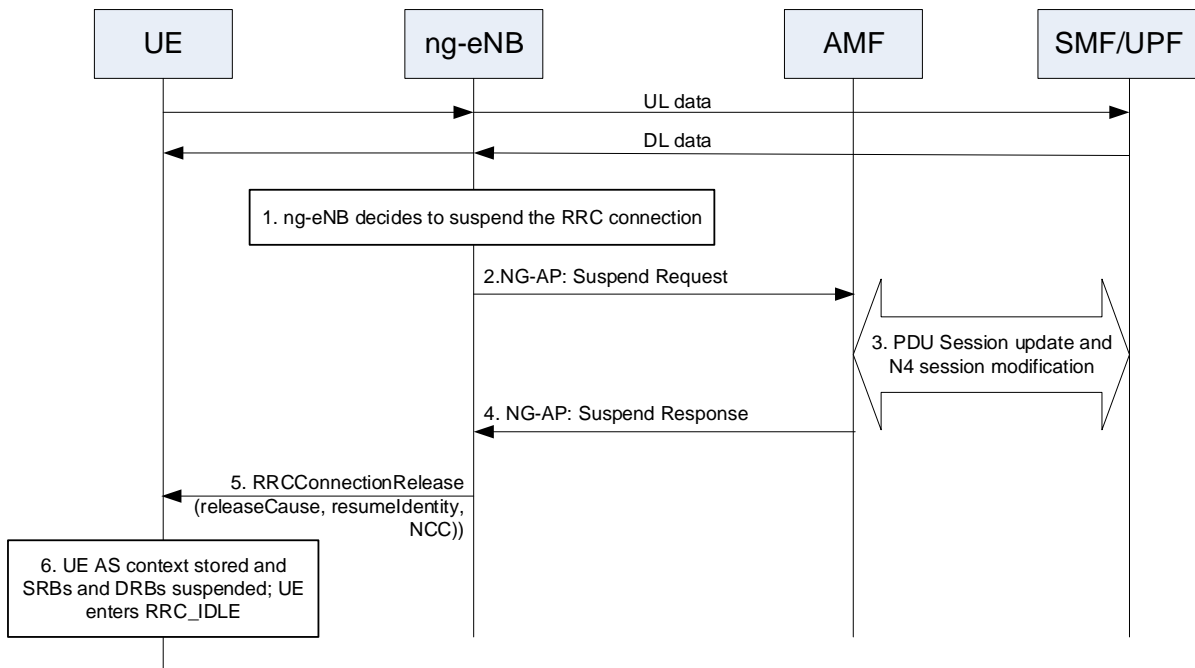 UE
ng-eNB
AMF
SMF/UPF
UL data
DL data
1. ng-eNB decides to suspend the RRC connection
2.NG-AP: Suspend Request
3. PDU Session update and
N4 session modification
4. NG-AP: Suspend Response
5. RRCConnectionRelease
(releaseCause, resumeIdentity,
NCC))
6. UE AS context stored and
SRBs and DRBs suspended; UE
enters RRC_IDLE